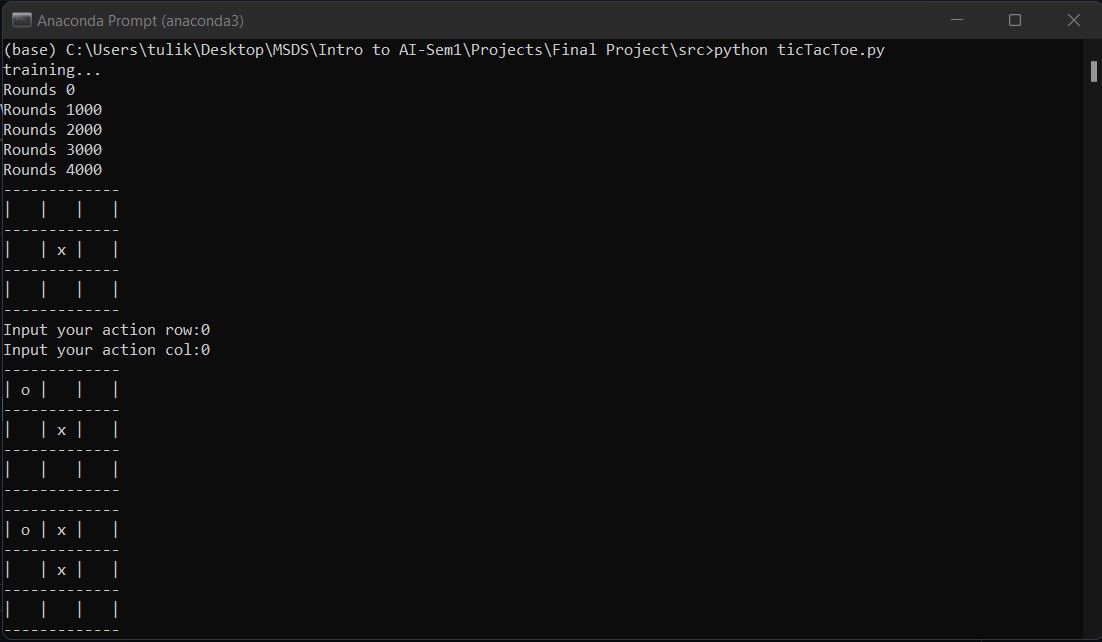 Anaconda Prompt (anaconda3)
(base) C:\Users\tulik\Desktop\MSDS\Intro to AI-Sem1\Projects\Final Project\src>python ticTacToe.py
training...
Rounds 0
Rounds 1000
Rounds 2000
Rounds 3000
Rounds 4000
-------------
|   |   |   |
-------------
|   | x |   |
-------------
|   |   |   |
-------------
Input your action row:0
Input your action col:0
-------------
| o |   |   |
-------------
|   | x |   |
-------------
|   |   |   |
-------------
-------------
| o | x |   |
-------------
|   | x |   |
-------------
|   |   |   |
-------------